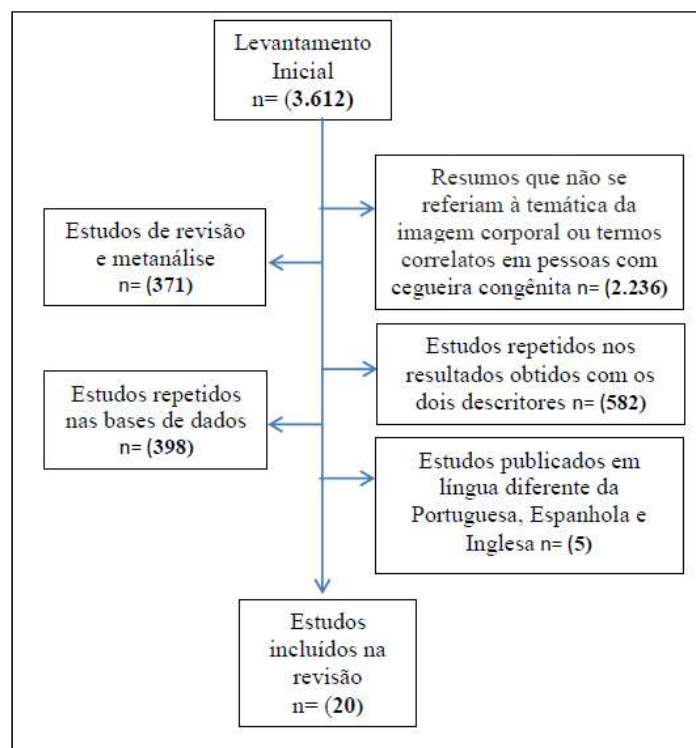 Levantamento
Inicial
n= (3.612)
Resumos que não se
referiam à temática da
imagem corporal ou termos
correlatos em pessoas com
cegueira congênita n= (2.236)
Estudos de revisão
e metanálise
n= (371)
Estudos repetidos nos
resultados obtidos com os
dois descritores n= (582)
Estudos repetidos
nas bases de dados
n= (398)
Estudos publicados em
língua diferente da
Portuguesa, Espanhola e
Inglesa n= (5)
Estudos
incluídos na
revisão
n= (20)